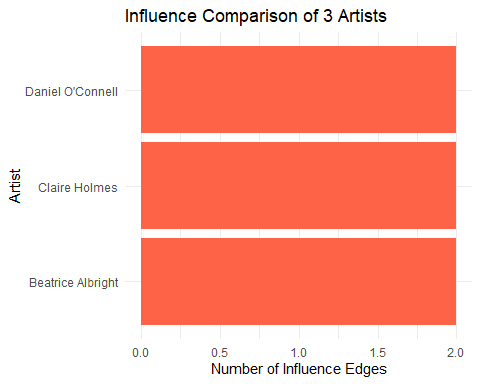 Influence Comparison of 3 Artists
Artist
Daniel O'Connell
Claire Holmes
Beatrice Albright
0.0 0.5 1.0 1.5 2.0
Number of Influence Edges